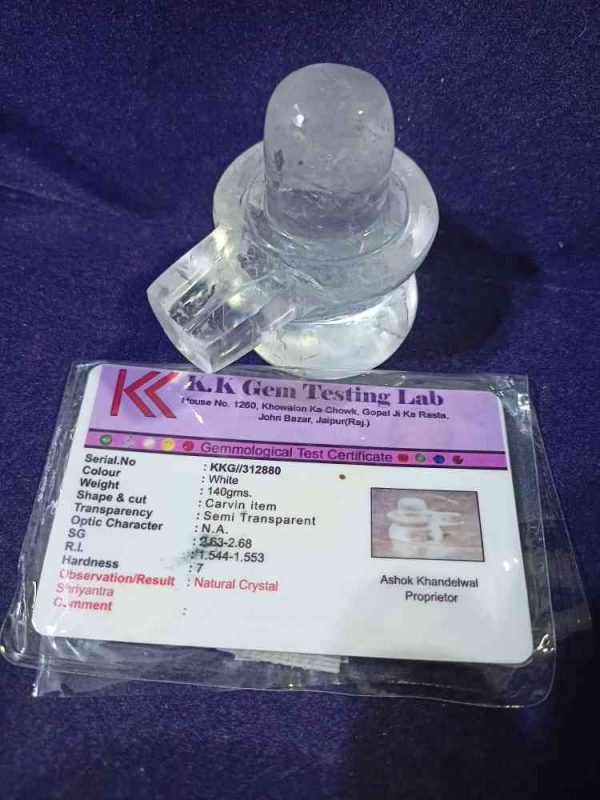 KK K.K Gem Testing Lab
House No. 1260, Khowalon Ka Chowk, Gopal Ji Ka Rasta,
Johri Bazar, Jaipur(Raj.)
Gemmological Test Certificate
Serial.No : KKG//312880
Colour : White
Weight : 140grms.
Shape & cut : Carvin item
Transparency : Semi Transparent
Optic Character : N.A.
SG : 2.63-2.68
R.I. : 1.544-1.553
Hardness : 7
Observation/Result : Natural Crystal
Shriyantra
Comment :
Ashok Khandelwal
Proprietor